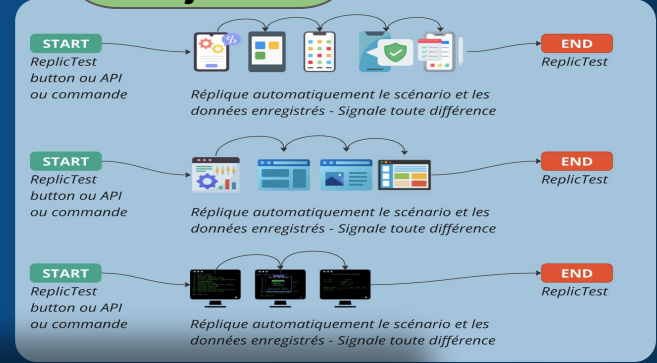 START
ReplicTest
button ou API
ou commande
Réplique automatiquement le scénario et les
données enregistrés - Signale toute différence
END
ReplicTest
START
ReplicTest
button ou API
ou commande
Réplique automatiquement le scénario et les
données enregistrés - Signale toute différence
END
ReplicTest
START
ReplicTest
button ou API
ou commande
Réplique automatiquement le scénario et les
données enregistrés - Signale toute différence
END
ReplicTest